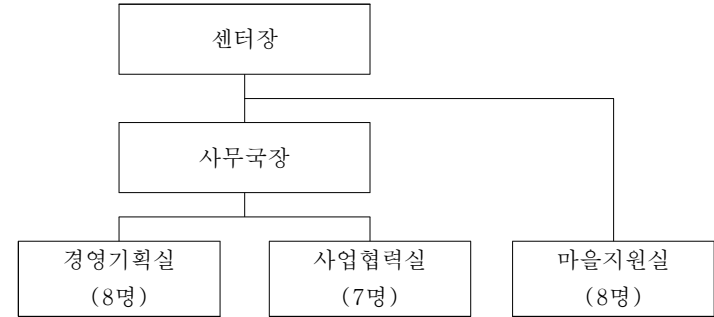 센터장
사무국장
경영기획실
(8명)
사업협력실
(7명)
마을지원실
(8명)